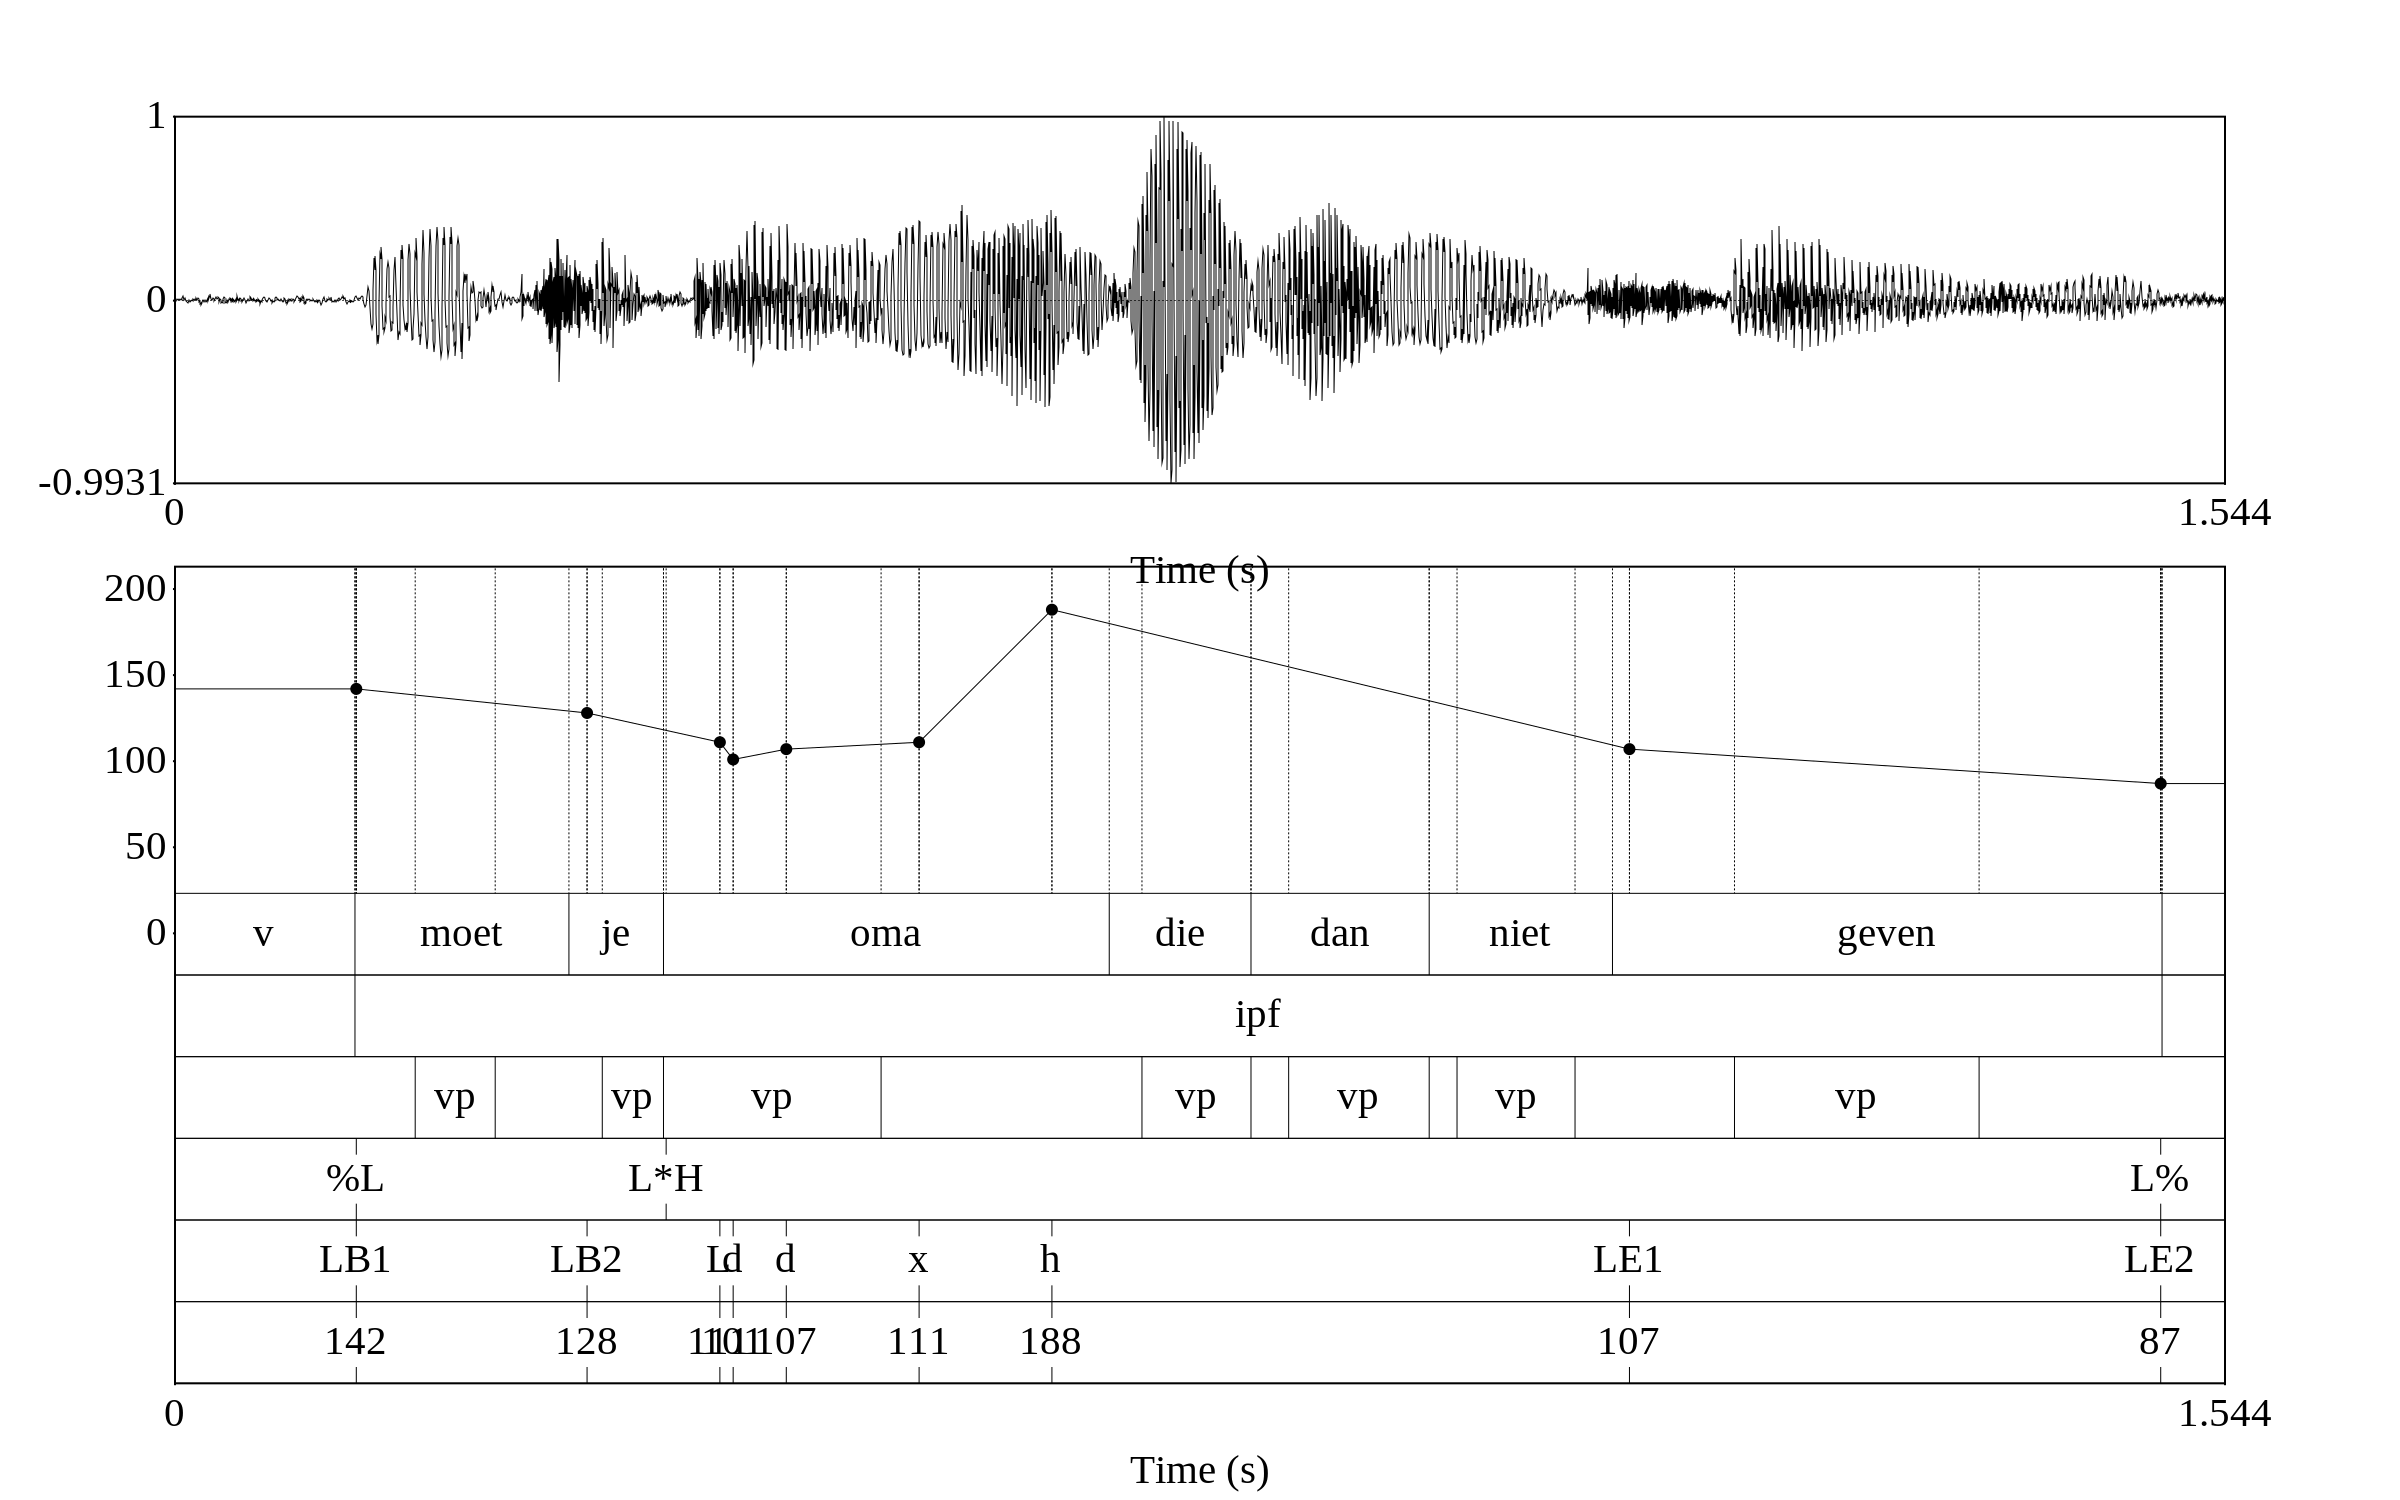 1
0
-0.9931
0 1.544
Time (s)
200
150
100
50
0
v moet je oma die dan niet geven
ipf
vp vp vp vp vp vp vp
%L L*H L%
LB1 LB2 L d d x h LE1 LE2
142 128 111 101 107 111 188 107 87
0 1.544
Time (s)